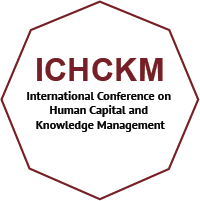 ICHCKM
International Conference on
Human Capital and
Knowledge Management